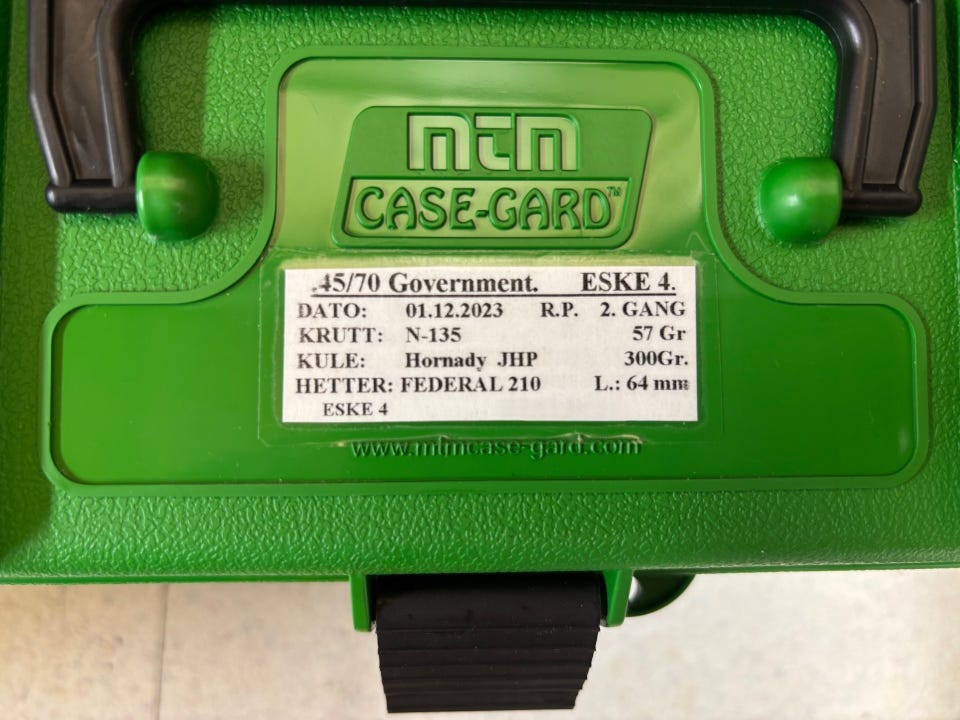 mtm
CASE-GARD™
.45/70 Government. ESKE 4.
DATO: 01.12.2023 R.P. 2. GANG
KRUTT: N-135 57 Gr
KULE: Hornady JHP 300Gr.
HETTER: FEDERAL 210 L.: 64 mm
ESKE 4
www.mtmcase-gard.com